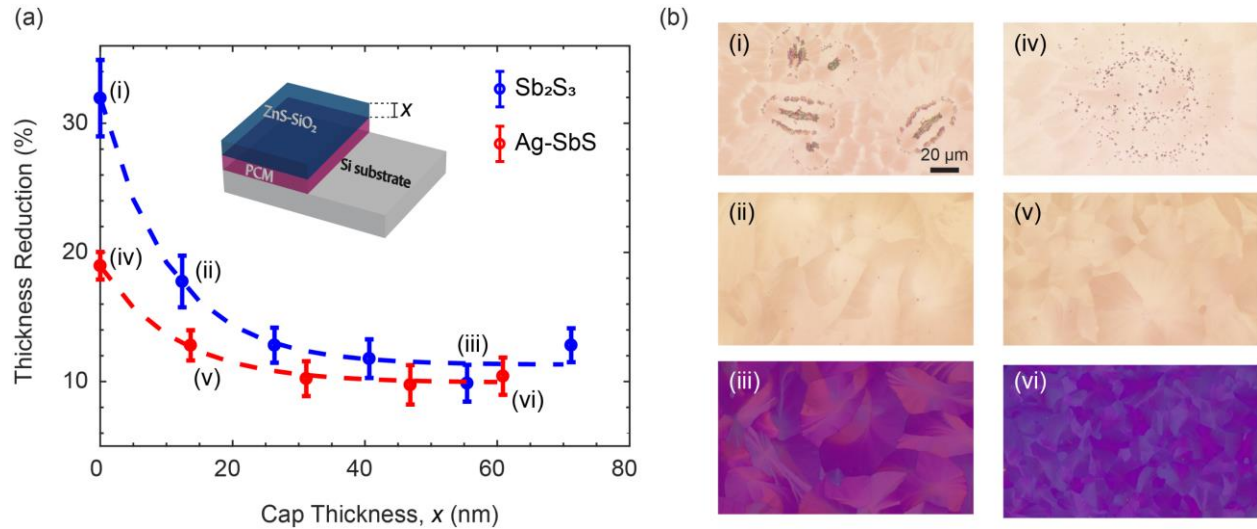 (a)
Thickness Reduction (%)
30
20
10
0
20
40
60
80
Cap Thickness, x (nm)
(i)
(ii)
(iii)
(iv)
(v)
(vi)
ZnS-SiO₂
PCM
Si substrate
x
Sb₂S₃
Ag-SbS
(b)
(i)
20 μm
(iv)
(ii)
(v)
(iii)
(vi)